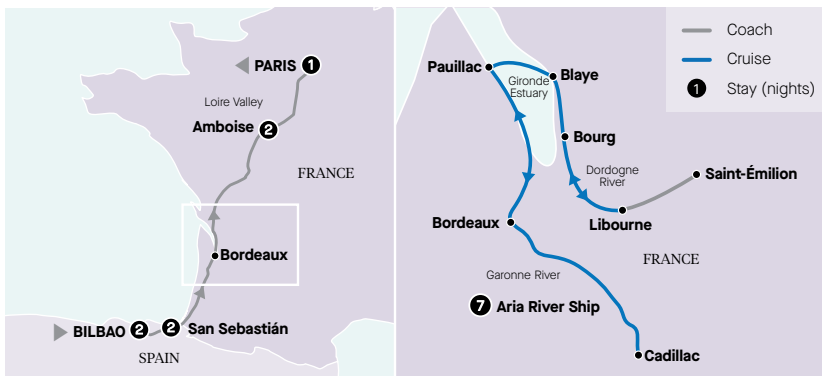 PARIS 1
Loire Valley
Amboise 2
FRANCE
Bordeaux
BILBAO 2
2 San Sebastián
SPAIN
Coach
Cruise
1 Stay (nights)
Pauillac
Gironde
Estuary
Blaye
Bourg
Dordogne
River
Saint-Émilion
Libourne
Bordeaux
FRANCE
Garonne River
7 Aria River Ship
Cadillac